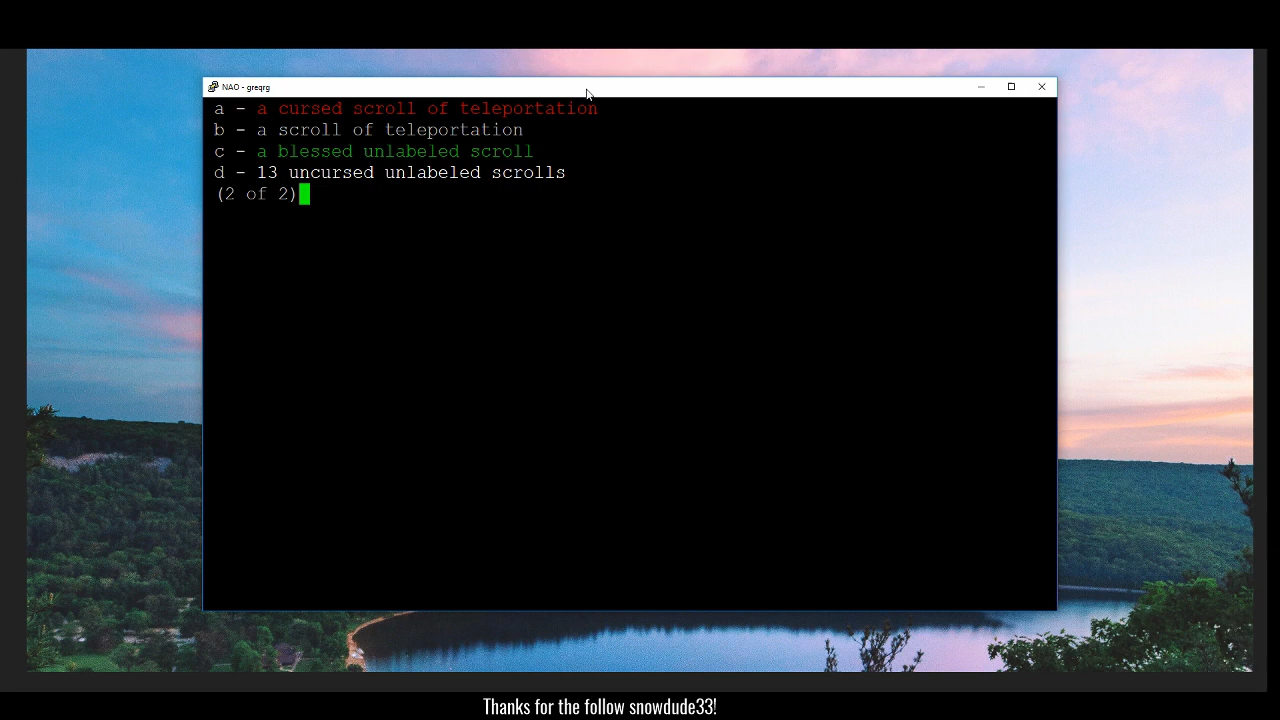 NAO - greqrg
a - a cursed scroll of teleportation
b - a scroll of teleportation
c - a blessed unlabeled scroll
d - 13 uncursed unlabeled scrolls
(2 of 2)
Thanks for the follow snowdude33!